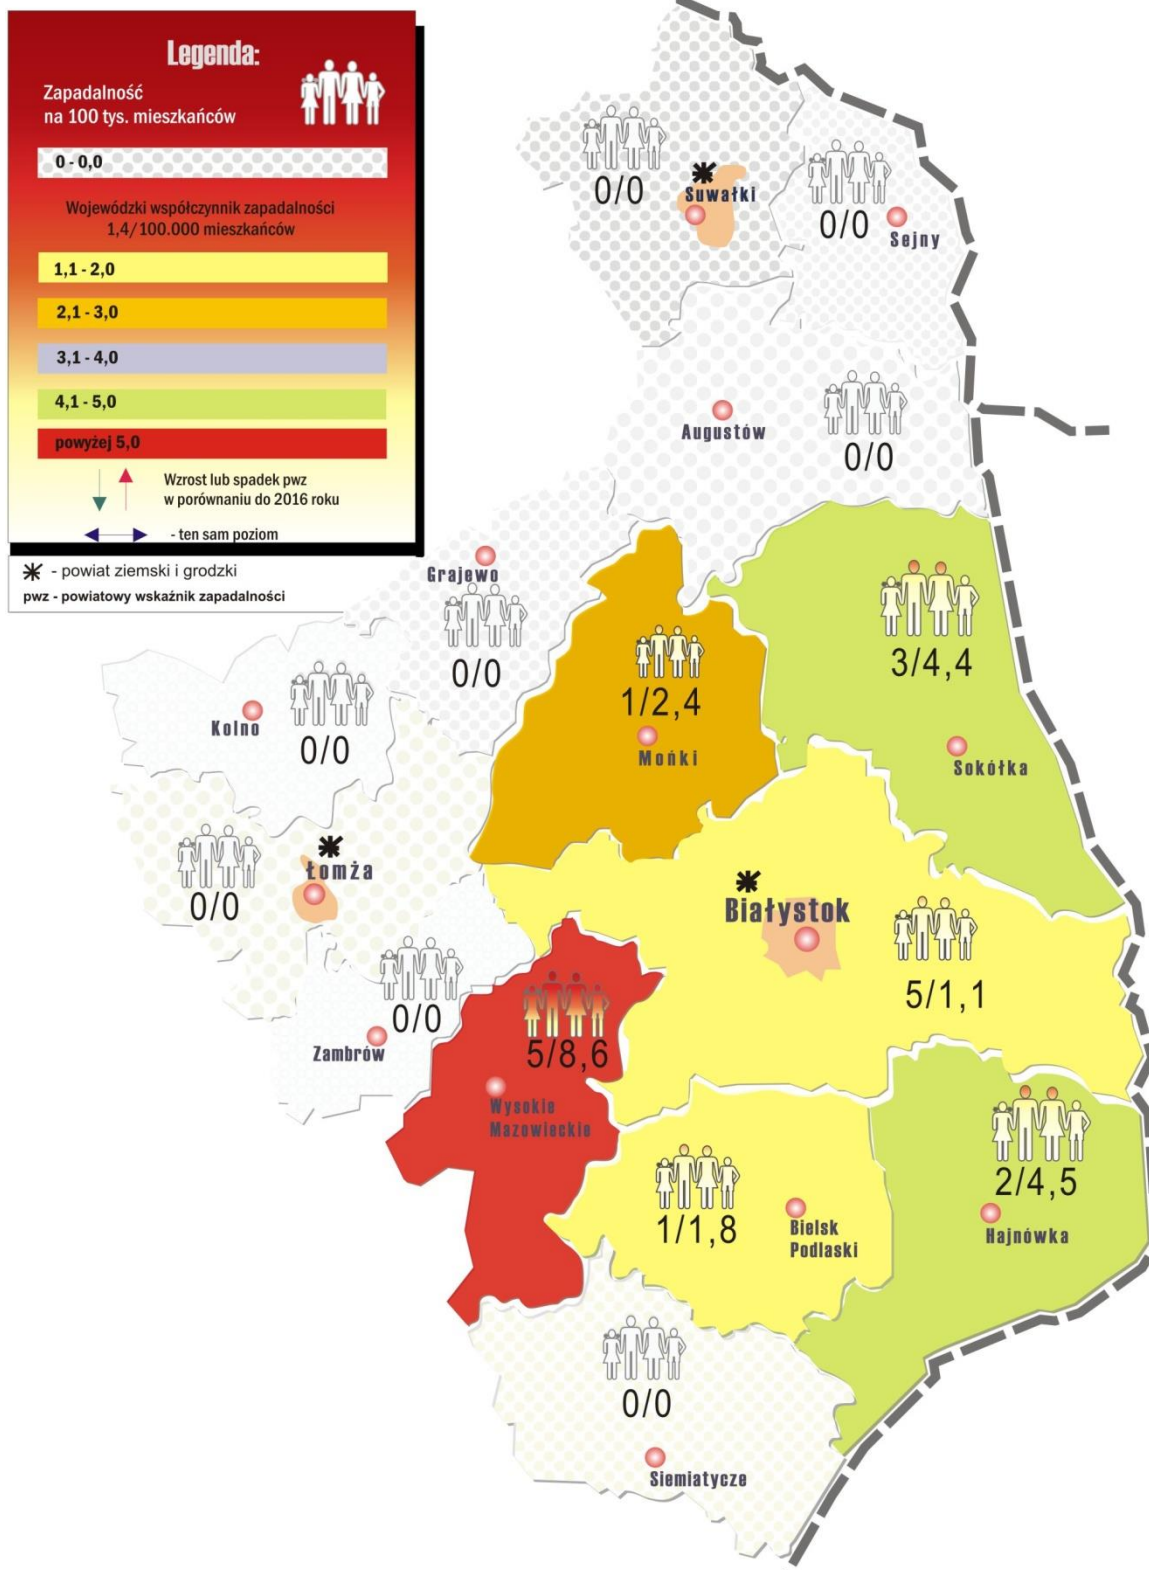 Legenda:
Zapadalność
na 100 tys. mieszkańców
0 - 0,0
Wojewódzki współczynnik zapadalności
1,4/100.000 mieszkańców
1,1 - 2,0
2,1 - 3,0
3,1 - 4,0
4,1 - 5,0
powyżej 5,0
Wzrost lub spadek pwz
w porównaniu do 2016 roku
- ten sam poziom
- powiat ziemski i grodzki
pwz - powiatowy wskaźnik zapadalności
0/0
Suwałki
0/0
Sejny
Augustów
0/0
Grajewo
0/0
3/4,4
Sokółka
1/2,4
Mońki
Kolno
0/0
0/0
Łomża
Białystok
5/1,1
0/0
Zambrów
5/8,6
Wysokie
Mazowieckie
2/4,5
Hajnówka
1/1,8
Bielsk
Podlaski
0/0
Siemiatycze